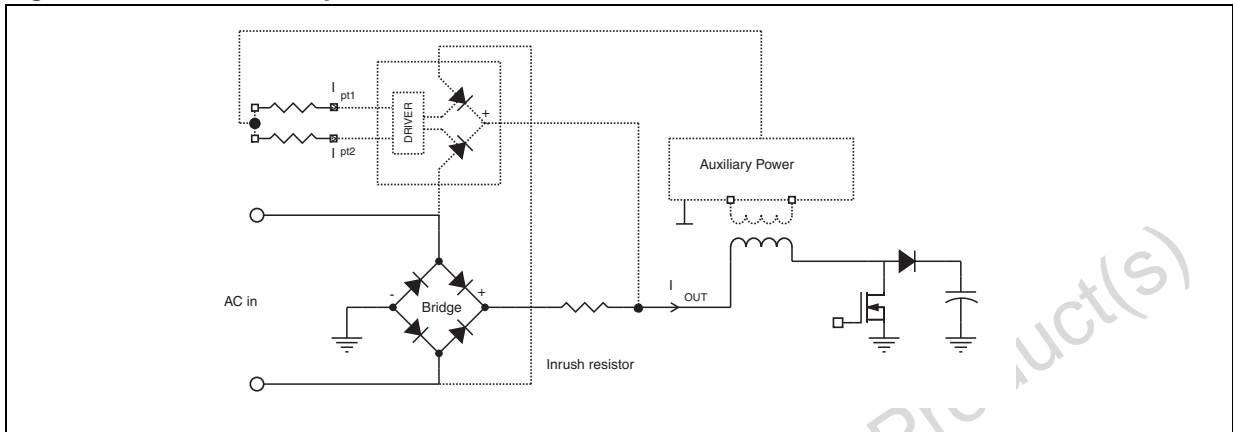 I pt1
DRIVER
+
I pt2
Auxiliary Power
AC in
-
Bridge
+
I OUT
Inrush resistor